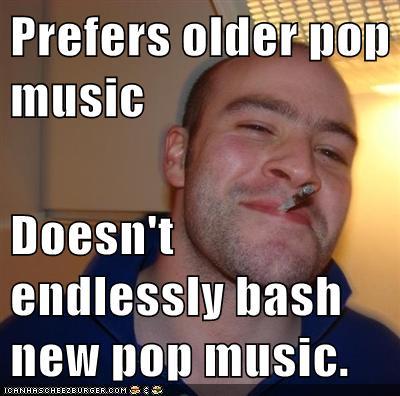 Prefers older pop
music
Doesn't
endlessly bash
new pop music.
ICANHASCHEEZBURGER.COM